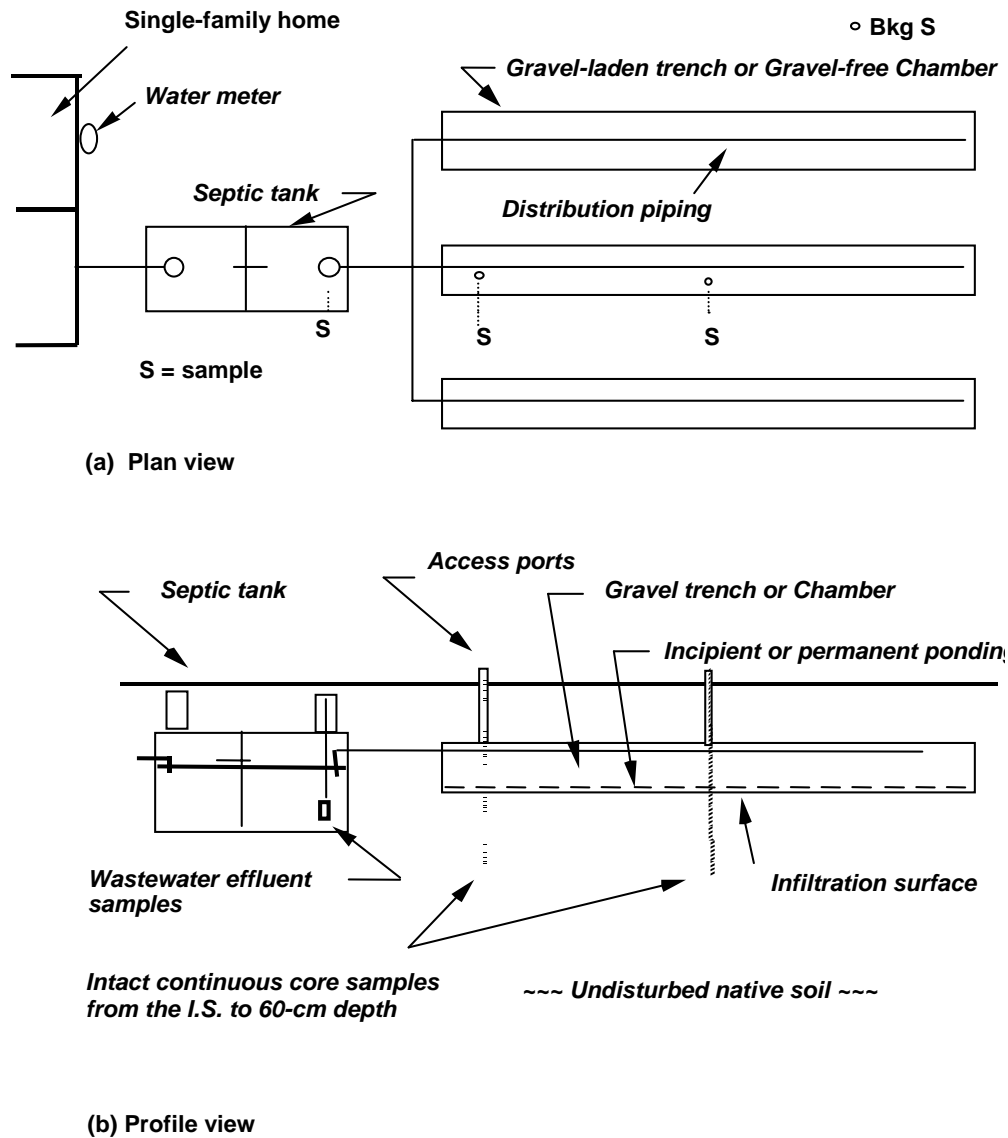 Single-family home
Bkg S
Gravel-laden trench or Gravel-free Chamber
Water meter
Septic tank
Distribution piping
S
S
S
S = sample
(a) Plan view
Access ports
Septic tank
Gravel trench or Chamber
Incipient or permanent ponding
Wastewater effluent
samples
Infiltration surface
Intact continuous core samples
from the I.S. to 60-cm depth
~~~ Undisturbed native soil ~~~
(b) Profile view